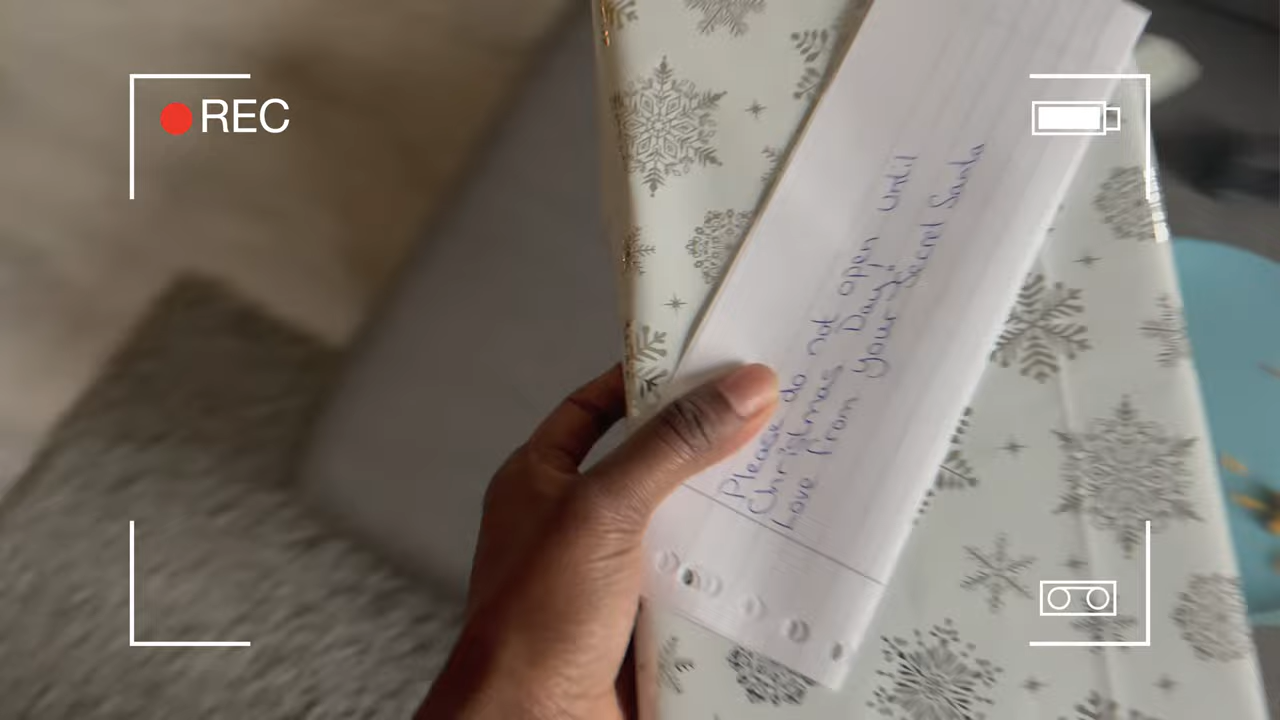 REC
Please do not open until
Christmas Day!
Love from your Secret Santa